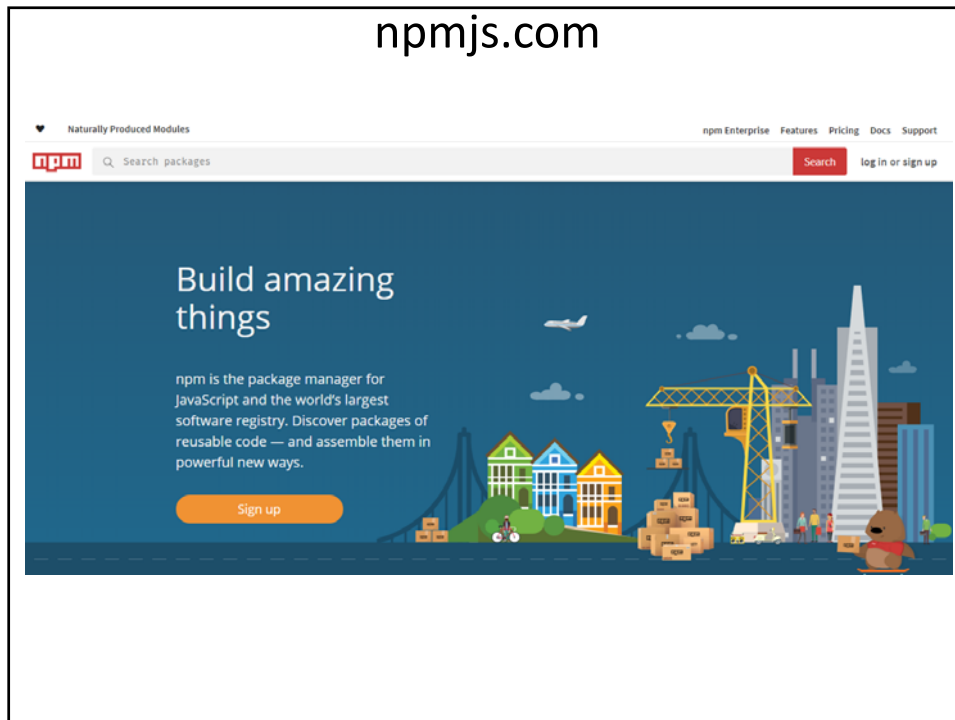 npmjs.com
Naturally Produced Modules
npm Enterprise Features Pricing Docs Support
npm
Search packages
Search
log in or sign up
Build amazing
things
npm is the package manager for
JavaScript and the world's largest
software registry. Discover packages of
reusable code — and assemble them in
powerful new ways.
Sign up